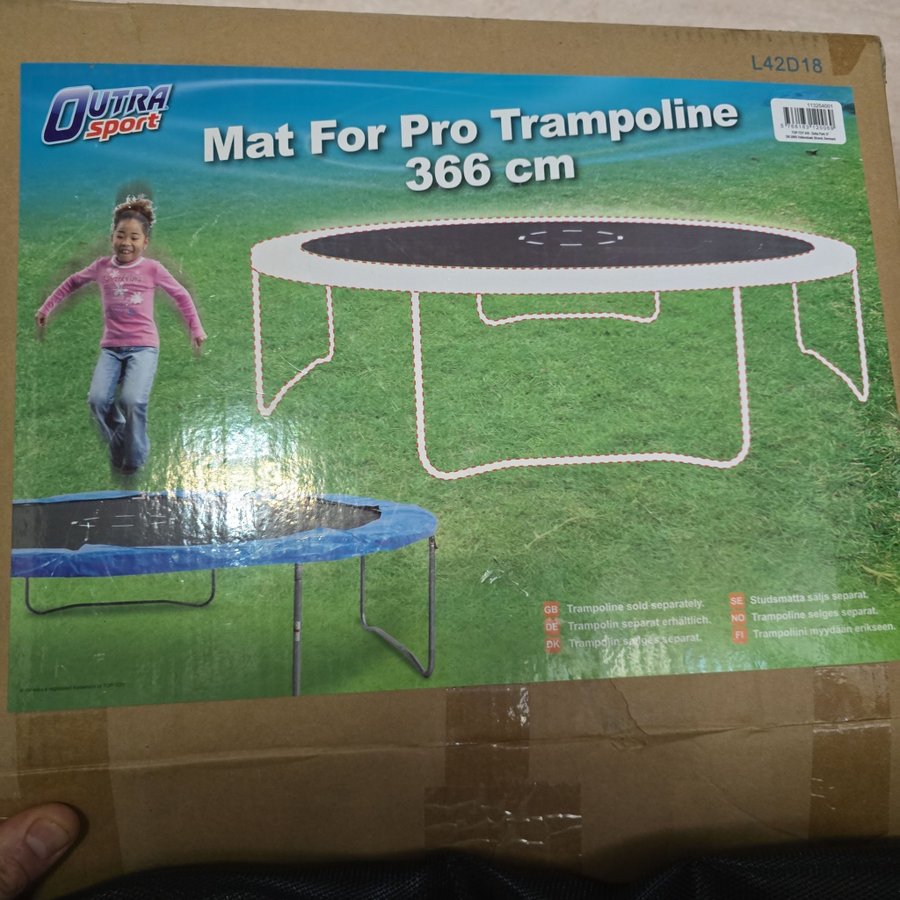 L42D18
OUTRA
sport
Mat For Pro Trampoline
366 cm
113254001
GB Trampoline sold separately.
DE Trampolin separat erhältlich.
DK Trampolin sælges separat.
SE Studsmatta säljs separat.
NO Trampoline selges separat.
FI Trampoliini myydään erikseen.